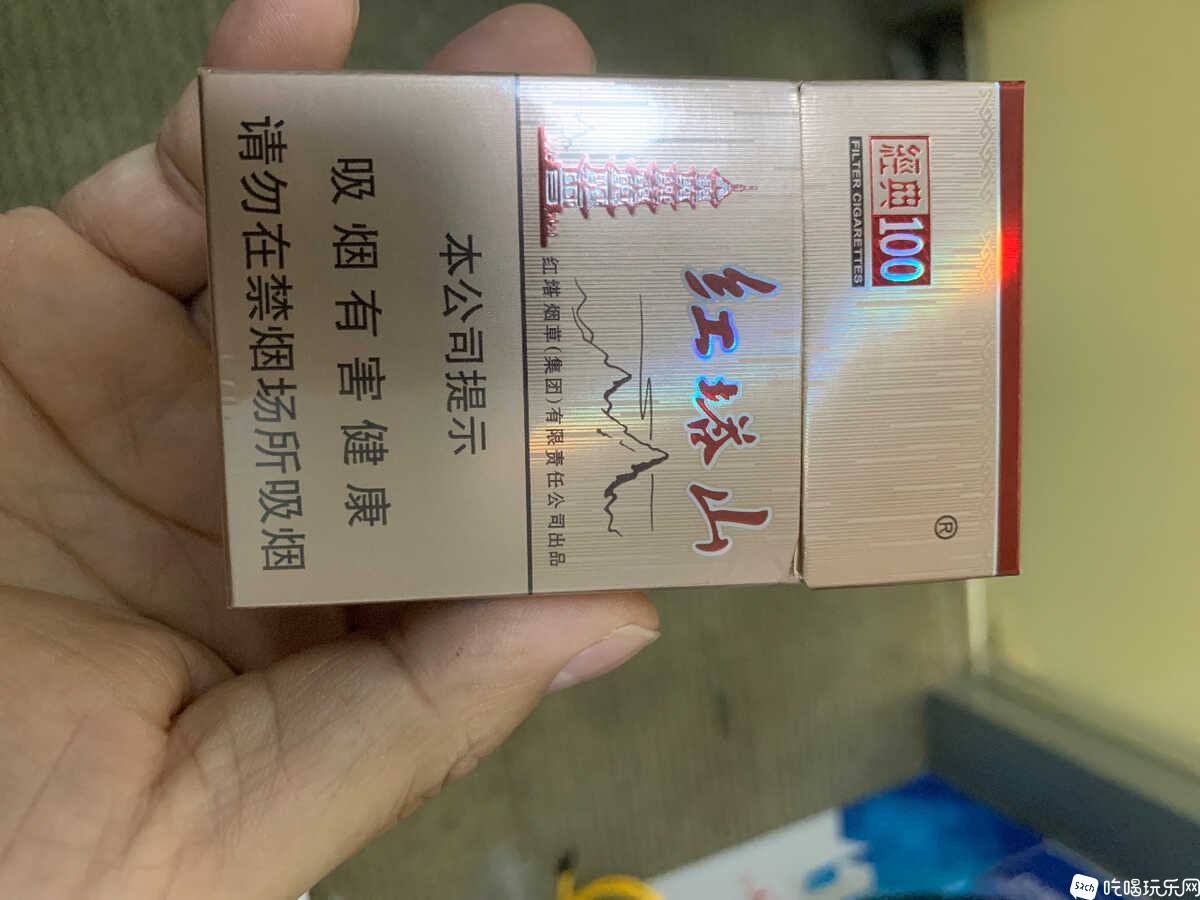 經典100
FILTER CIGARETTES
®
红塔山
红塔烟草(集团)有限责任公司出品
本公司提示
吸烟有害健康
请勿在禁烟场所吸烟
52ch 吃喝玩乐网